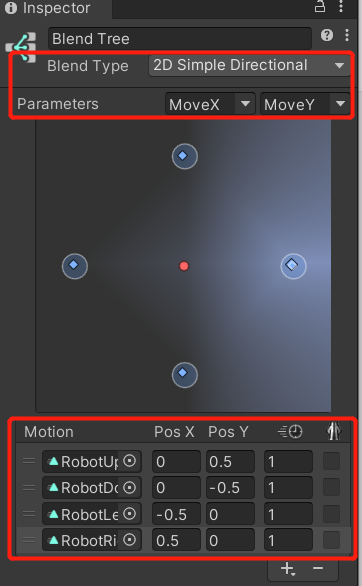 Inspector
Blend Tree
Blend Type 2D Simple Directional
Parameters MoveX MoveY
Motion Pos X Pos Y
RobotUp 0 0.5 1
RobotDo 0 -0.5 1
RobotLe -0.5 0 1
RobotRi 0.5 0 1